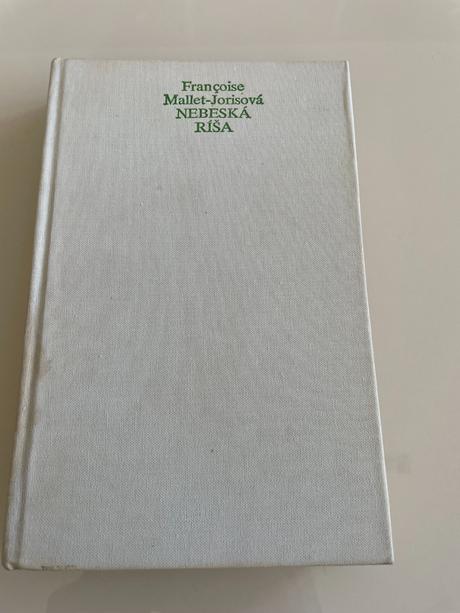 Françoise
Mallet-Jorisová
NEBESKÁ
RÍŠA